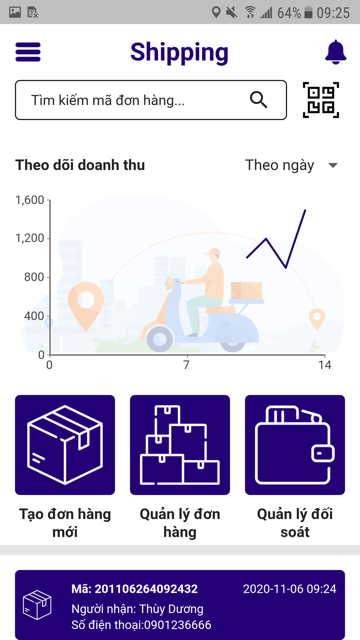 64% 09:25
Shipping
Tìm kiếm mã đơn hàng...
Theo dõi doanh thu
Theo ngày
1,600
1,200
800
400
0
0 7 14
Tạo đơn hàng mới
Quản lý đơn hàng
Quản lý đối soát
Mã: 201106264092432
2020-11-06 09:24
Người nhận: Thùy Dương
Số điện thoại:0901236666